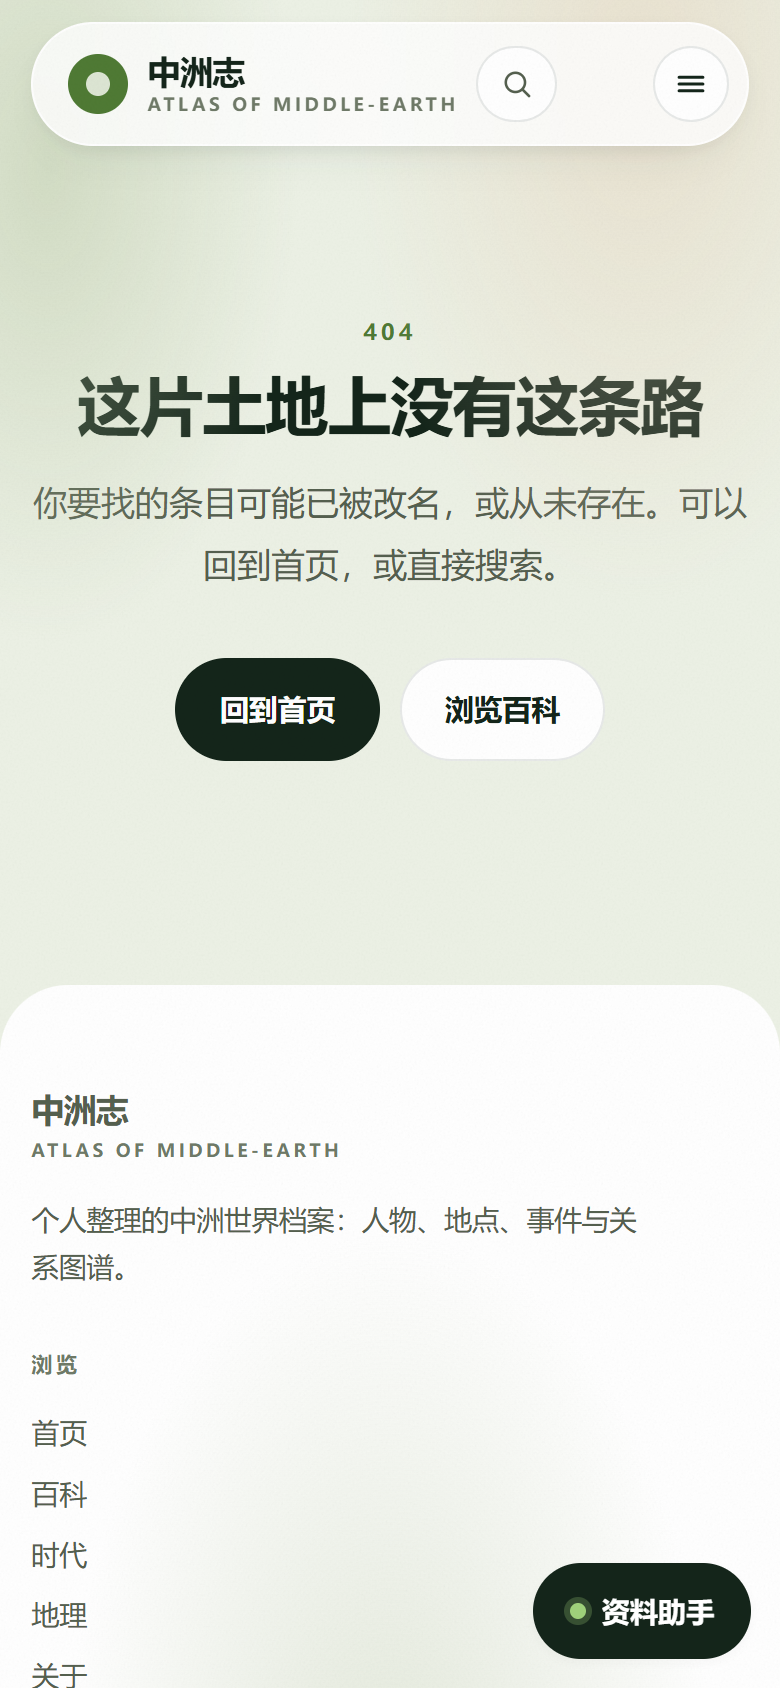 中洲志
ATLAS OF MIDDLE-EARTH
404
这片土地上没有这条路
你要找的条目可能已被改名，或从未存在。可以
回到首页，或直接搜索。
回到首页
浏览百科
中洲志
ATLAS OF MIDDLE-EARTH
个人整理的中洲世界档案：人物、地点、事件与关
系图谱。
浏览
首页
百科
时代
地理
关于
资料助手